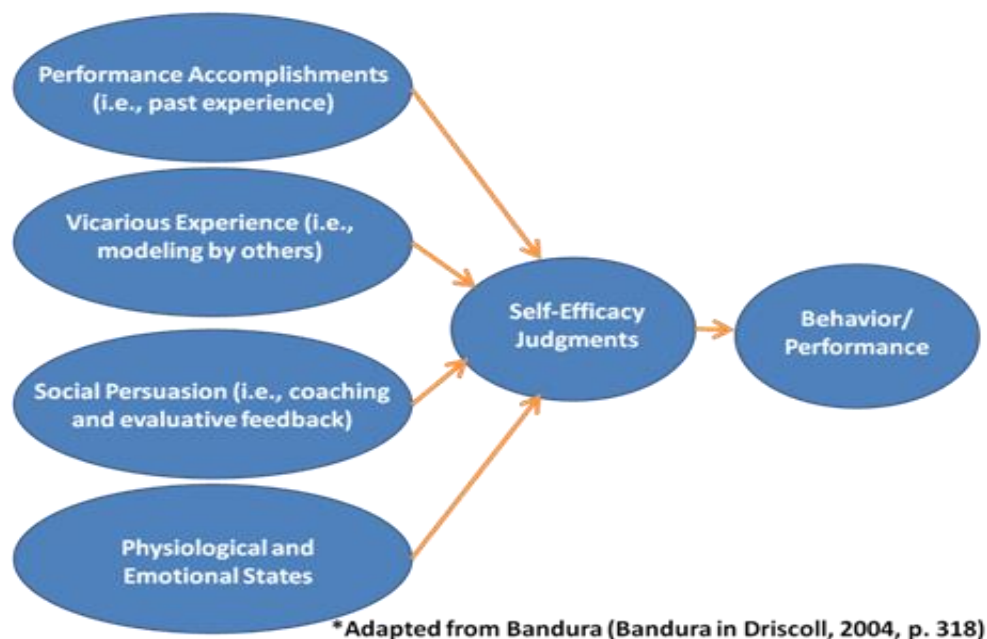 Performance Accomplishments
(i.e., past experience)
Vicarious Experience (i.e.,
modeling by others)
Social Persuasion (i.e., coaching
and evaluative feedback)
Physiological and
Emotional States
Self-Efficacy
Judgments
Behavior/
Performance
*Adapted from Bandura (Bandura in Driscoll, 2004, p. 318)